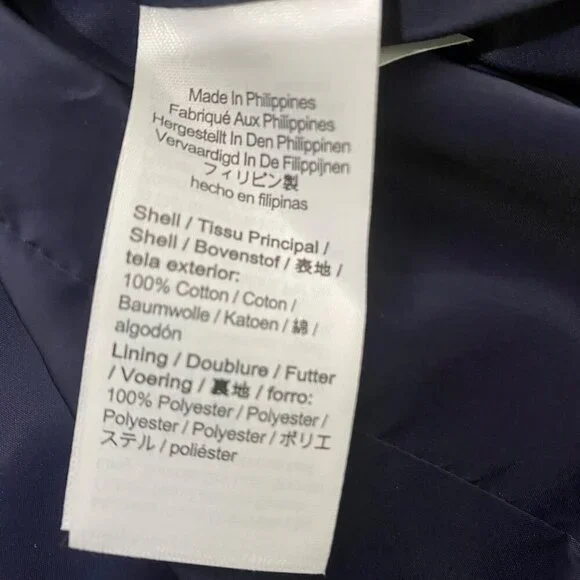 Made In Philippines
Fabriqué Aux Philippines
Hergestellt In Den Philippinen
Vervaardigd In De Filippijnen
フィリピン製
hecho en filipinas
Shell / Tissu Principal /
Shell / Bovenstof / 表地 /
tela exterior:
100% Cotton / Coton /
Baumwolle / Katoen / 綿 /
algodón
Lining / Doublure / Futter
/ Voering / 裏地 / forro:
100% Polyester / Polyester /
Polyester / Polyester / ポリエ
ステル / poliéster